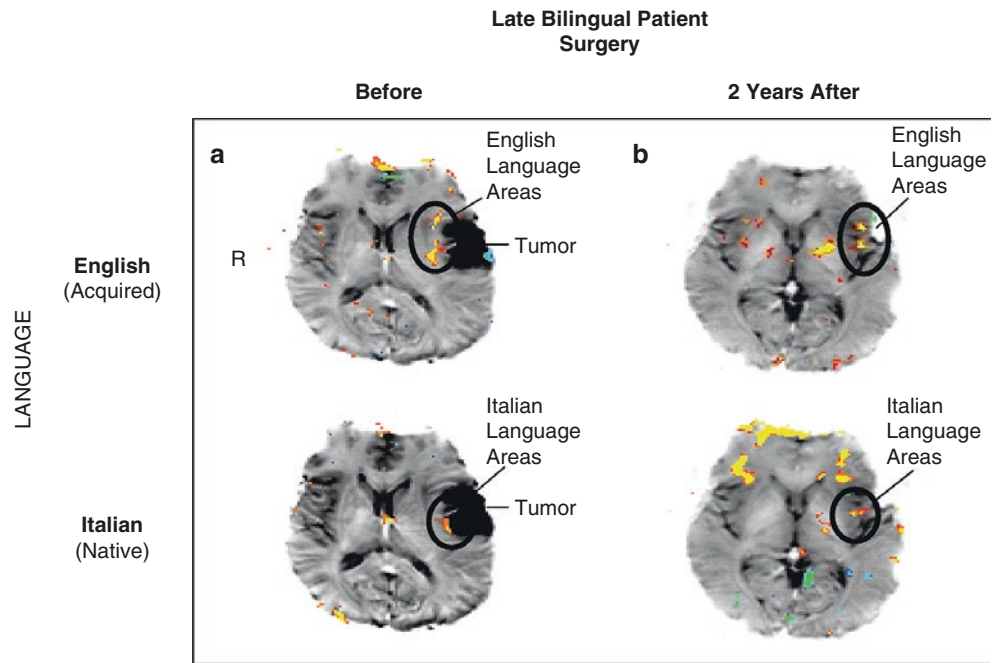 Late Bilingual Patient
Surgery
Before
2 Years After
a
English
Language
Areas
Tumor
b
English
Language
Areas
R
English
(Acquired)
LANGUAGE
Italian
Language
Areas
Tumor
Italian
Language
Areas
Italian
(Native)